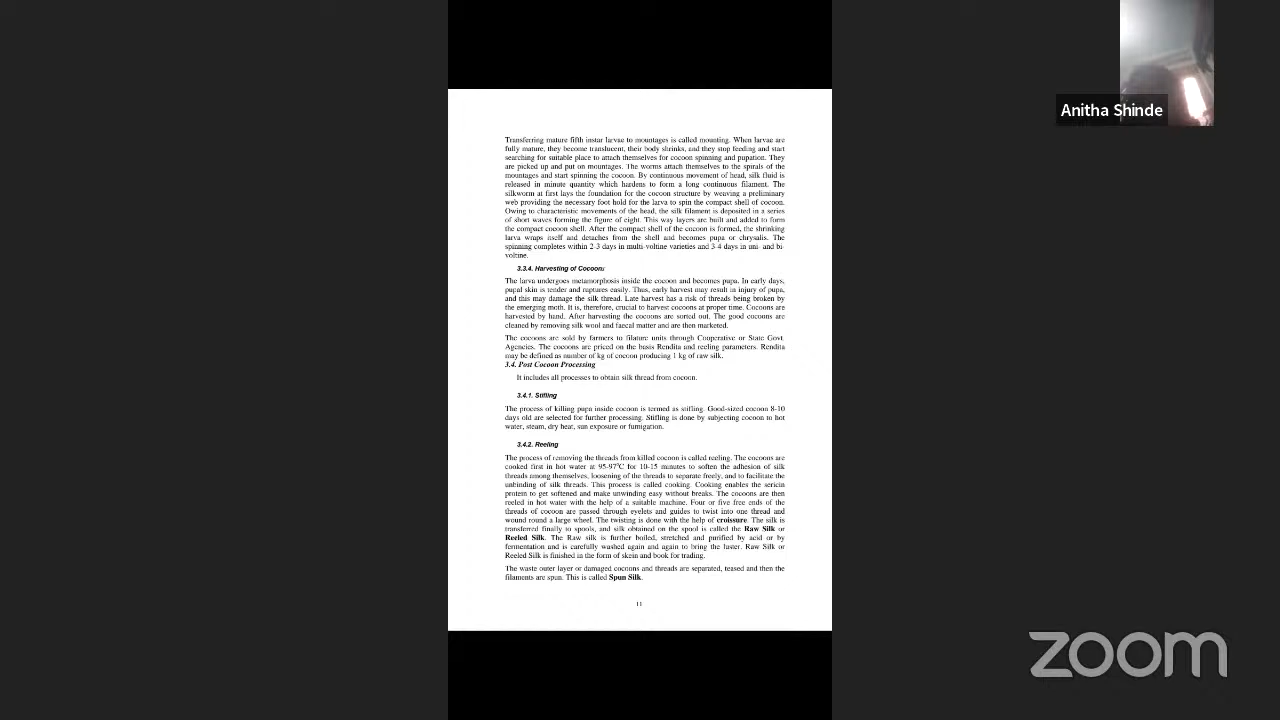 Transferring mature fifth instar larvae to mountages is called mounting. When larvae are
fully mature, they become translucent, their body shrinks, and they stop feeding and start
searching for suitable place to attach themselves for cocoon spinning and pupation. They
are picked up and put on mountages. The worms attach themselves to the spirals of the
mountages and start spinning the cocoon. By continuous movement of head, silk fluid is
released in minute quantity which hardens to form a long continuous filament. The
silkworm at first lays the foundation for the cocoon structure by weaving a preliminary
web providing the necessary foot hold for the larva to spin the compact shell of cocoon.
Owing to characteristic movements of the head, the silk filament is deposited in a series
of short waves forming the figure of eight. This way layers are built and added to form
the compact cocoon shell. After the compact shell of the cocoon is formed, the shrinking
larva wraps itself and detaches from the shell and becomes pupa or chrysalis. The
spinning completes within 2-3 days in multi-voltine varieties and 3-4 days in uni- and bi-
voltine.
3.3.4. Harvesting of Cocoons
The larva undergoes metamorphosis inside the cocoon and becomes pupa. In early days,
pupal skin is tender and ruptures easily. Thus, early harvest may result in injury of pupa,
and this may damage the silk thread. Late harvest has a risk of threads being broken by
the emerging moth. It is, therefore, crucial to harvest cocoons at proper time. Cocoons are
harvested by hand. After harvesting the cocoons are sorted out. The good cocoons are
cleaned by removing silk wool and faecal matter and are then marketed.
The cocoons are sold by farmers to filature units through Cooperative or State Govt.
Agencies. The cocoons are priced on the basis Rendita and reeling parameters. Rendita
may be defined as number of kg of cocoon producing 1 kg of raw silk.
3.4. Post Cocoon Processing
It includes all processes to obtain silk thread from cocoon.
3.4.1. Stifling
The process of killing pupa inside cocoon is termed as stifling. Good-sized cocoon 8-10
days old are selected for further processing. Stifling is done by subjecting cocoon to hot
water, steam, dry heat, sun exposure or fumigation.
3.4.2. Reeling
The process of removing the threads from killed cocoon is called reeling. The cocoons are
cooked first in hot water at 95-97°C for 10-15 minutes to soften the adhesion of silk
threads among themselves, loosening of the threads to separate freely, and to facilitate the
unbinding of silk threads. This process is called cooking. Cooking enables the sericin
protein to get softened and make unwinding easy without breaks. The cocoons are then
reeled in hot water with the help of a suitable machine. Four or five free ends of the
threads of cocoon are passed through eyelets and guides to twist into one thread and
wound round a large wheel. The twisting is done with the help of croissure. The silk is
transferred finally to spools, and silk obtained on the spool is called the Raw Silk or
Reeled Silk. The Raw silk is further boiled, stretched and purified by acid or by
fermentation and is carefully washed again and again to bring the luster. Raw Silk or
Reeled Silk is finished in the form of skein and book for trading.
The waste outer layer or damaged cocoons and threads are separated, teased and then the
filaments are spun. This is called Spun Silk.
11
Anitha Shinde
zoom